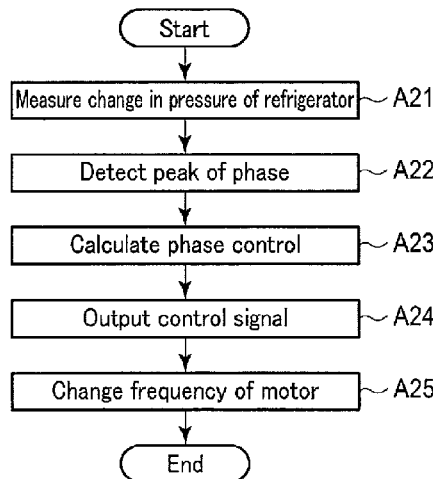 Start
Measure change in pressure of refrigerator A21
Detect peak of phase A22
Calculate phase control A23
Output control signal A24
Change frequency of motor A25
End